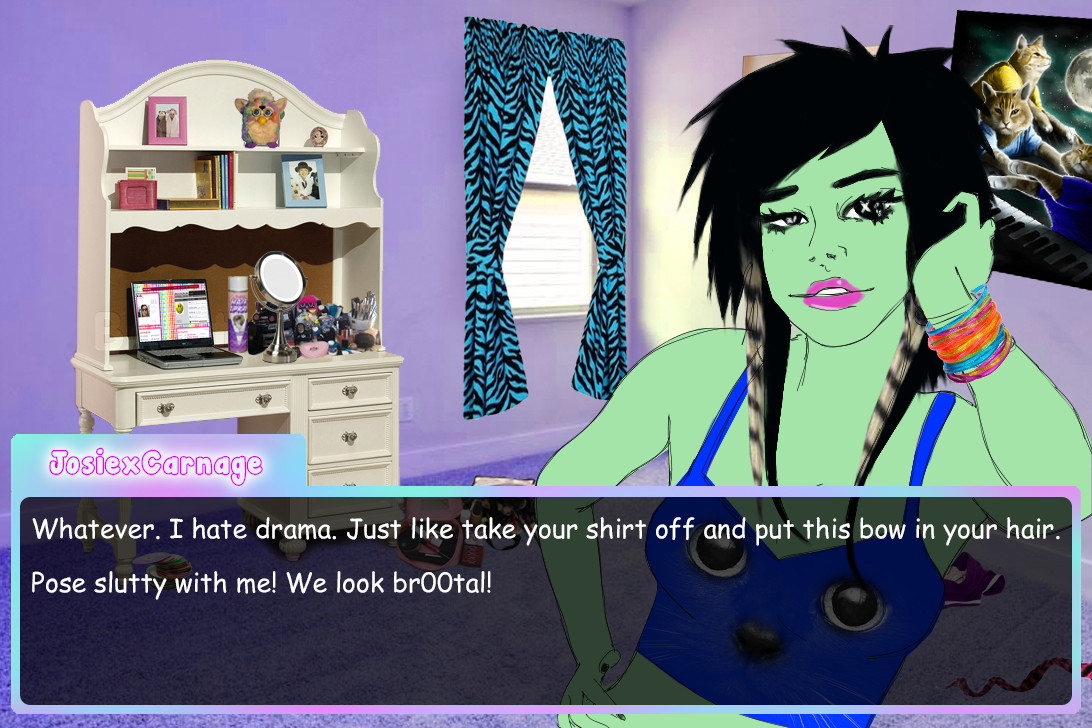 JosiexCarnage
Whatever. I hate drama. Just like take your shirt off and put this bow in your hair.
Pose slutty with me! We look br00tal!